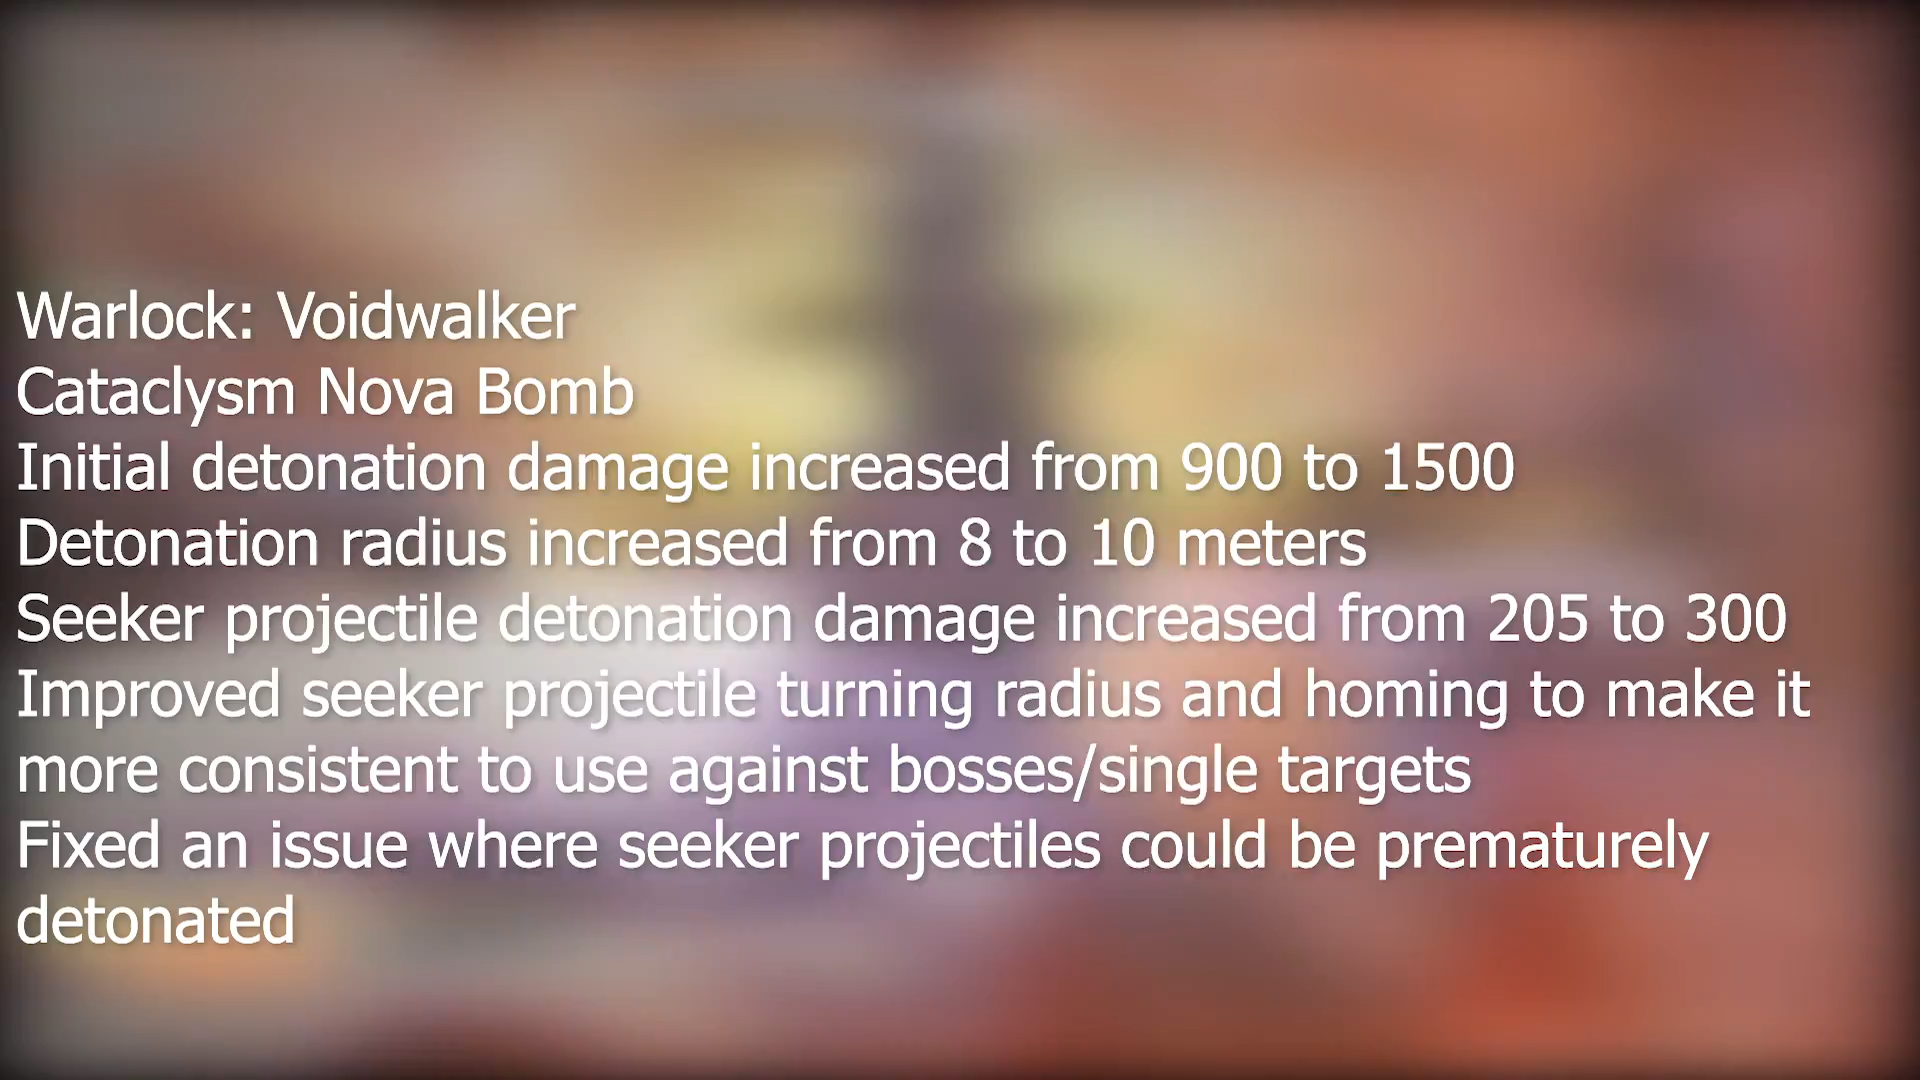 Warlock: Voidwalker
Cataclysm Nova Bomb
Initial detonation damage increased from 900 to 1500
Detonation radius increased from 8 to 10 meters
Seeker projectile detonation damage increased from 205 to 300
Improved seeker projectile turning radius and homing to make it
more consistent to use against bosses/single targets
Fixed an issue where seeker projectiles could be prematurely
detonated